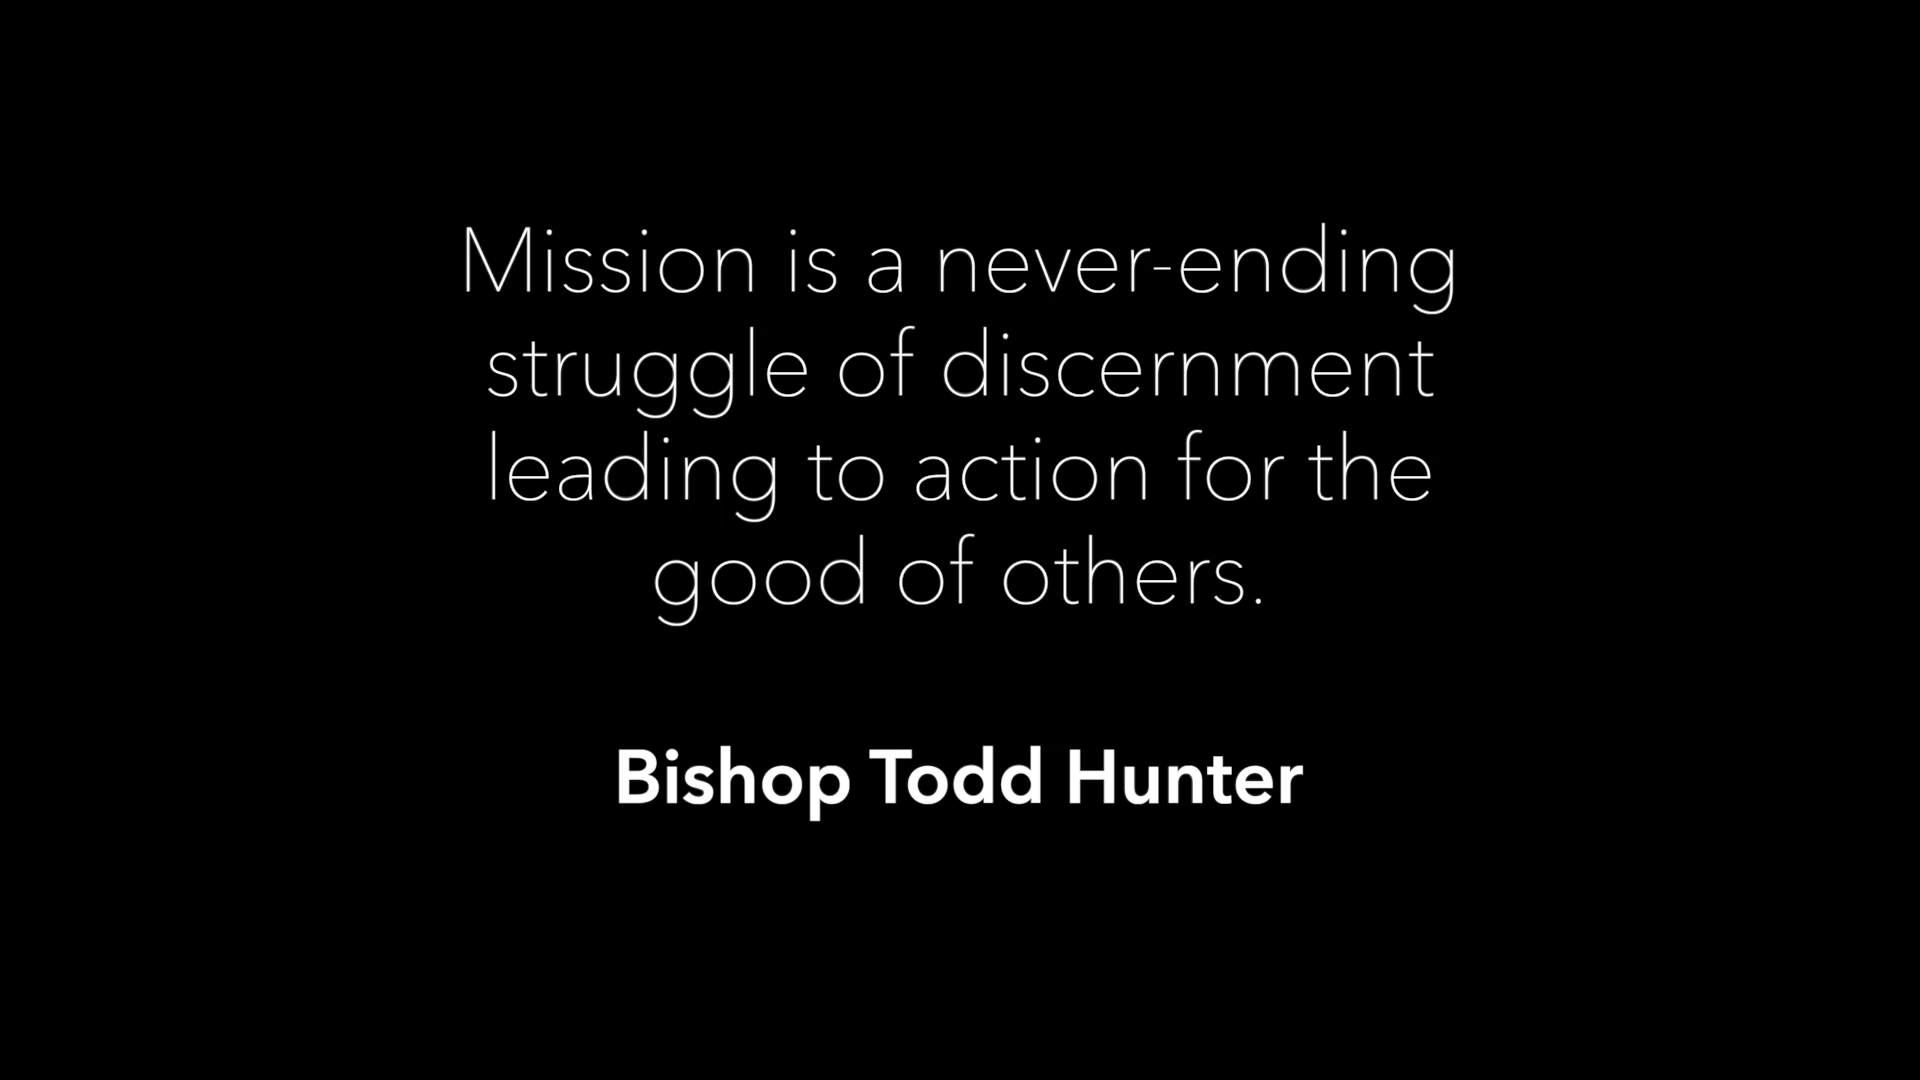 Mission is a never-ending
struggle of discernment
leading to action for the
good of others.
Bishop Todd Hunter